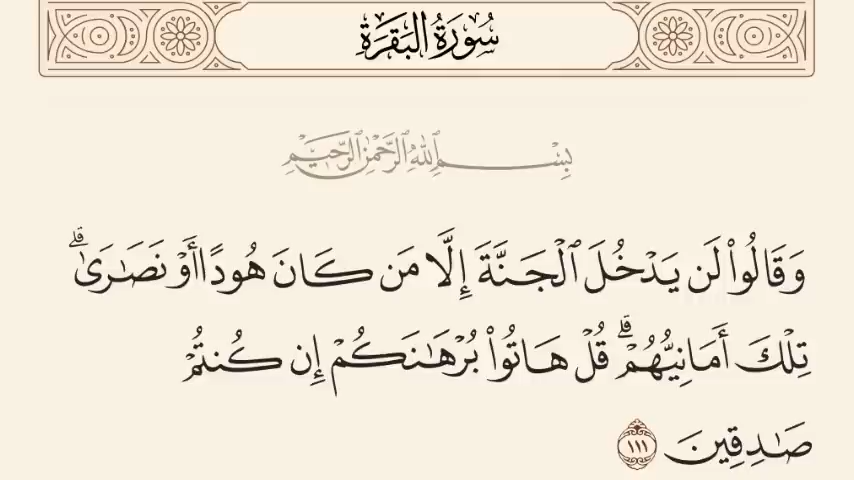 سُورَةُ البَقَرَةِ
بِسْمِ ٱللَّهِ ٱلرَّحْمَٰنِ ٱلرَّحِيمِ
وَقَالُوا۟ لَن يَدْخُلَ ٱلْجَنَّةَ إِلَّا مَن كَانَ هُودًا أَوْ نَصَٰرَىٰ ۗ
تِلْكَ أَمَانِيُّهُمْ ۗ قُلْ هَاتُوا۟ بُرْهَٰنَكُمْ إِن كُنتُمْ
صَٰدِقِينَ ١١١